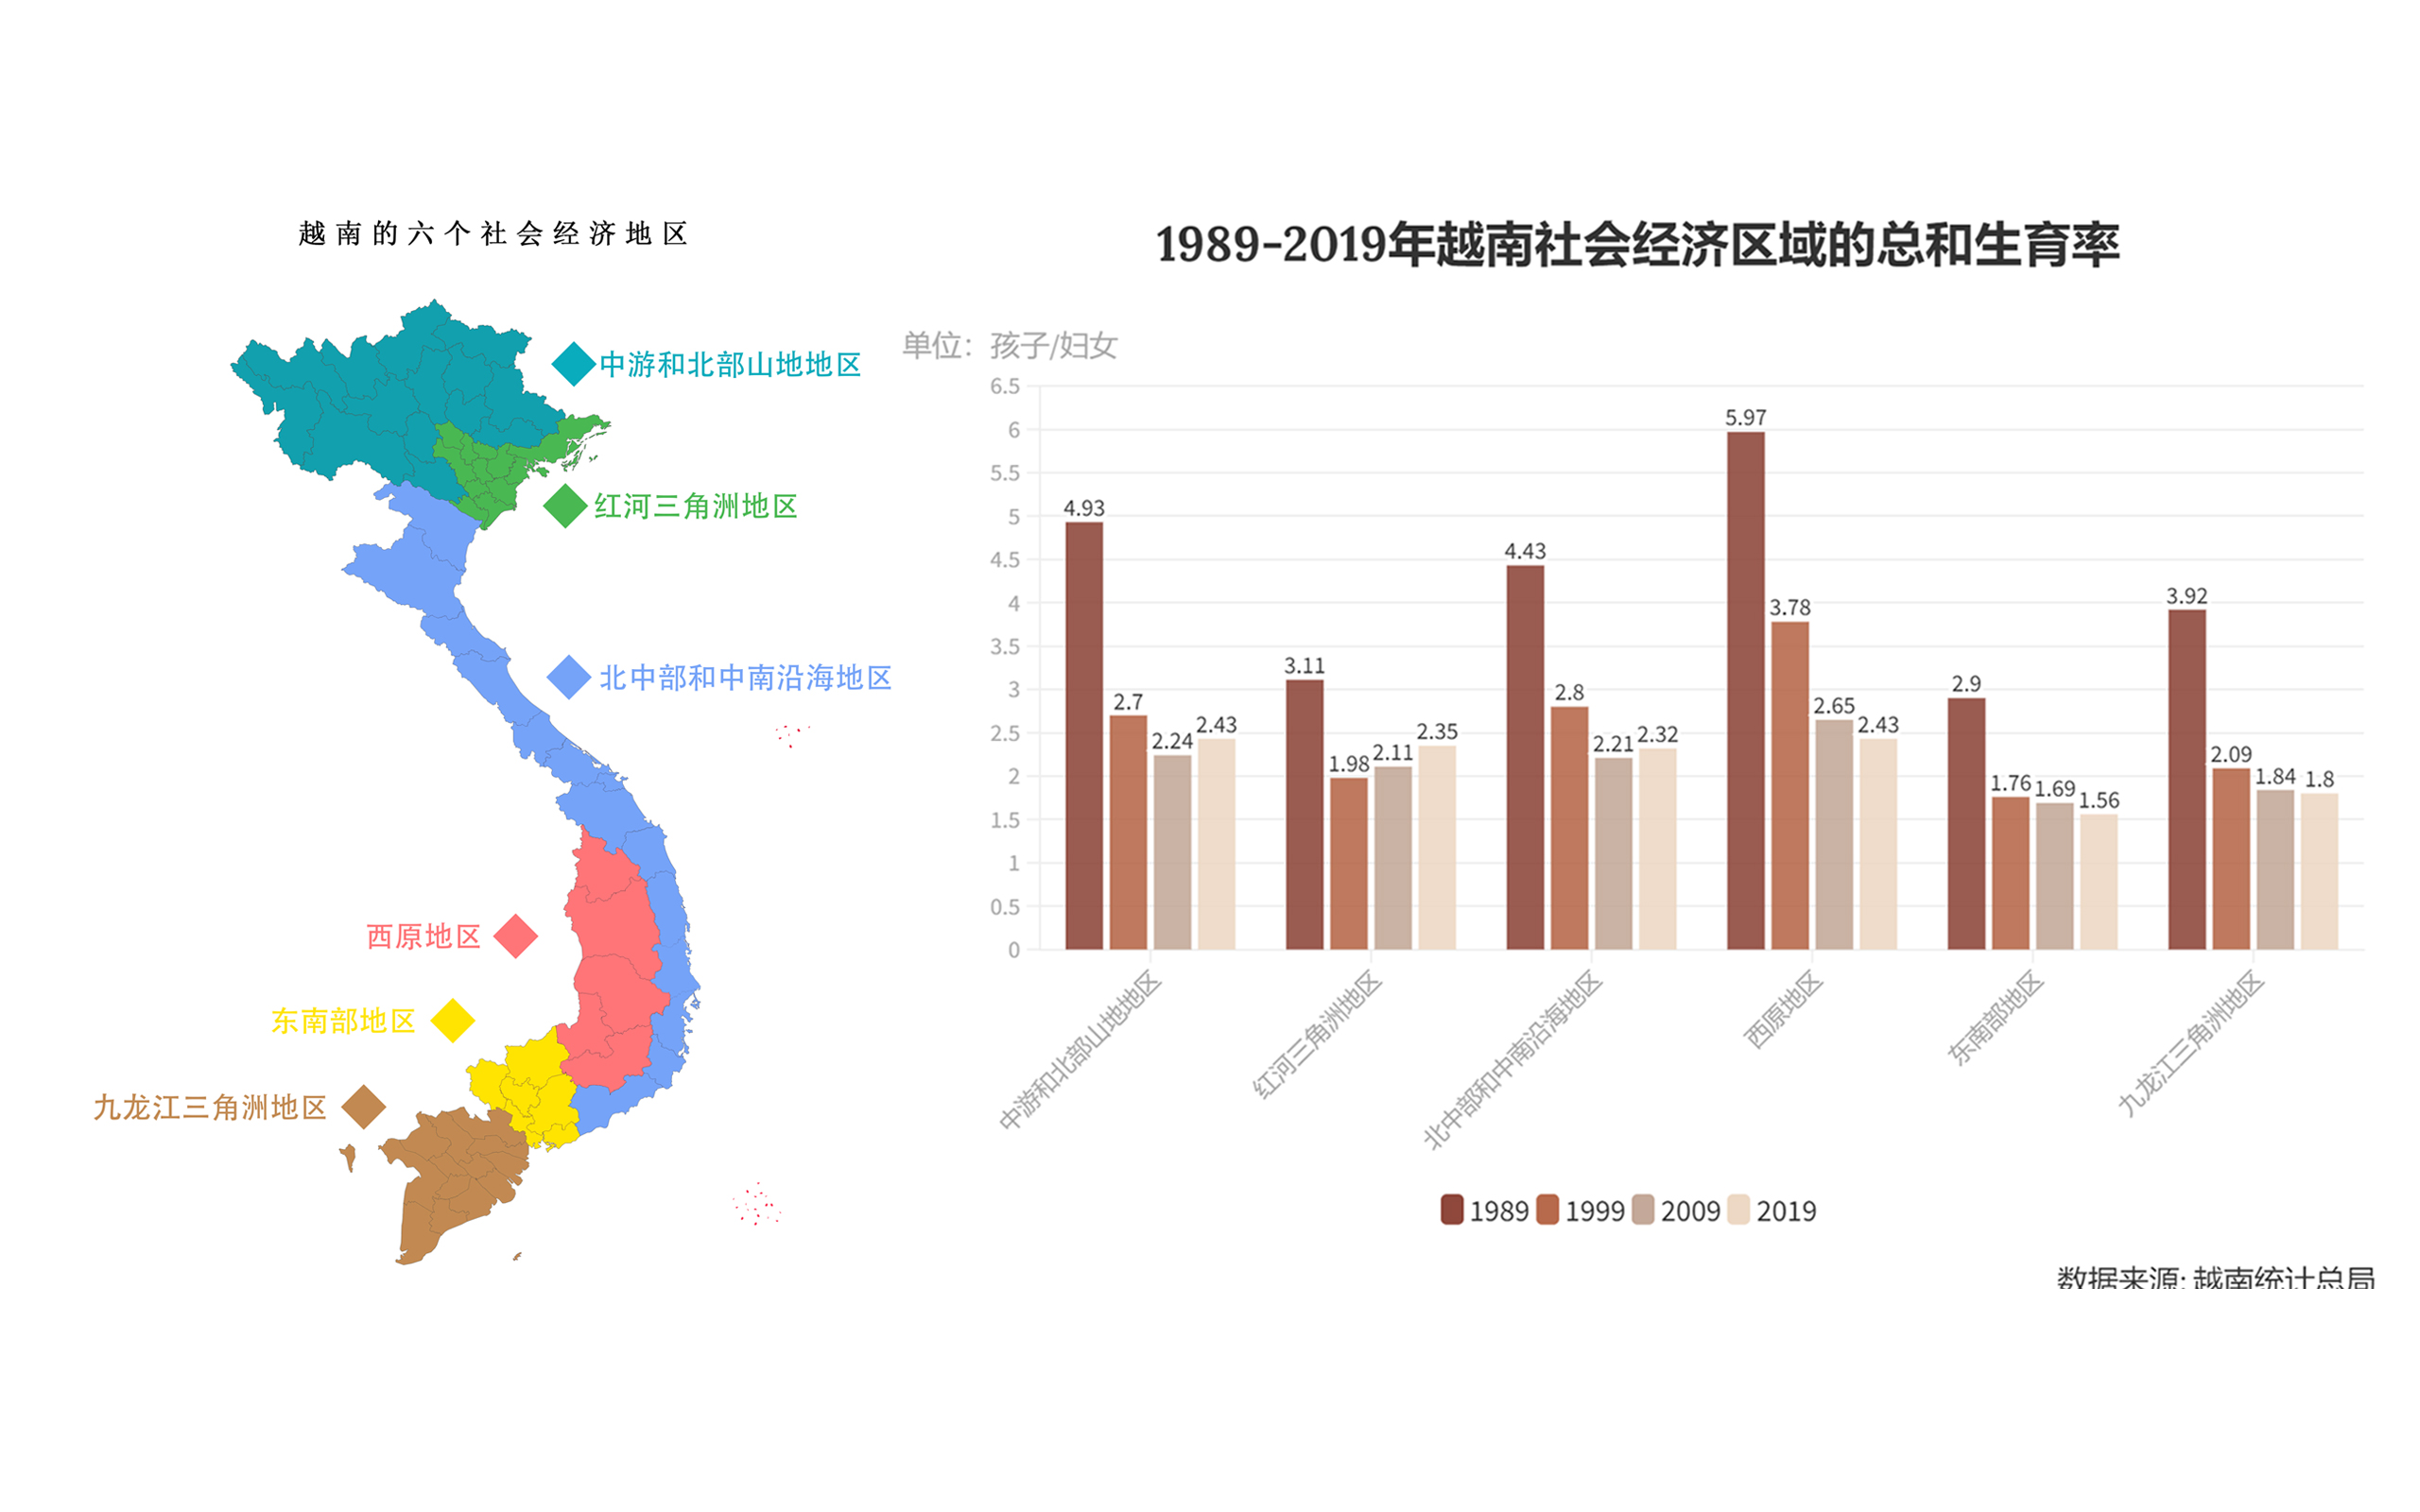 越南的六个社会经济地区
中游和北部山地地区
红河三角洲地区
北中部和中南沿海地区
西原地区
东南部地区
九龙江三角洲地区
1989-2019年越南社会经济区域的总和生育率
单位：孩子/妇女
6.5
6
5.5
5
4.5
4
3.5
3
2.5
2
1.5
1
0.5
0
4.93
2.7
2.24
2.43
3.11
1.98
2.11
2.35
4.43
2.8
2.21
2.32
5.97
3.78
2.65
2.43
2.9
1.76
1.69
1.56
3.92
2.09
1.84
1.8
中游和北部山地地区
红河三角洲地区
北中部和中南沿海地区
西原地区
东南部地区
九龙江三角洲地区
1989 1999 2009 2019
数据来源: 越南统计总局